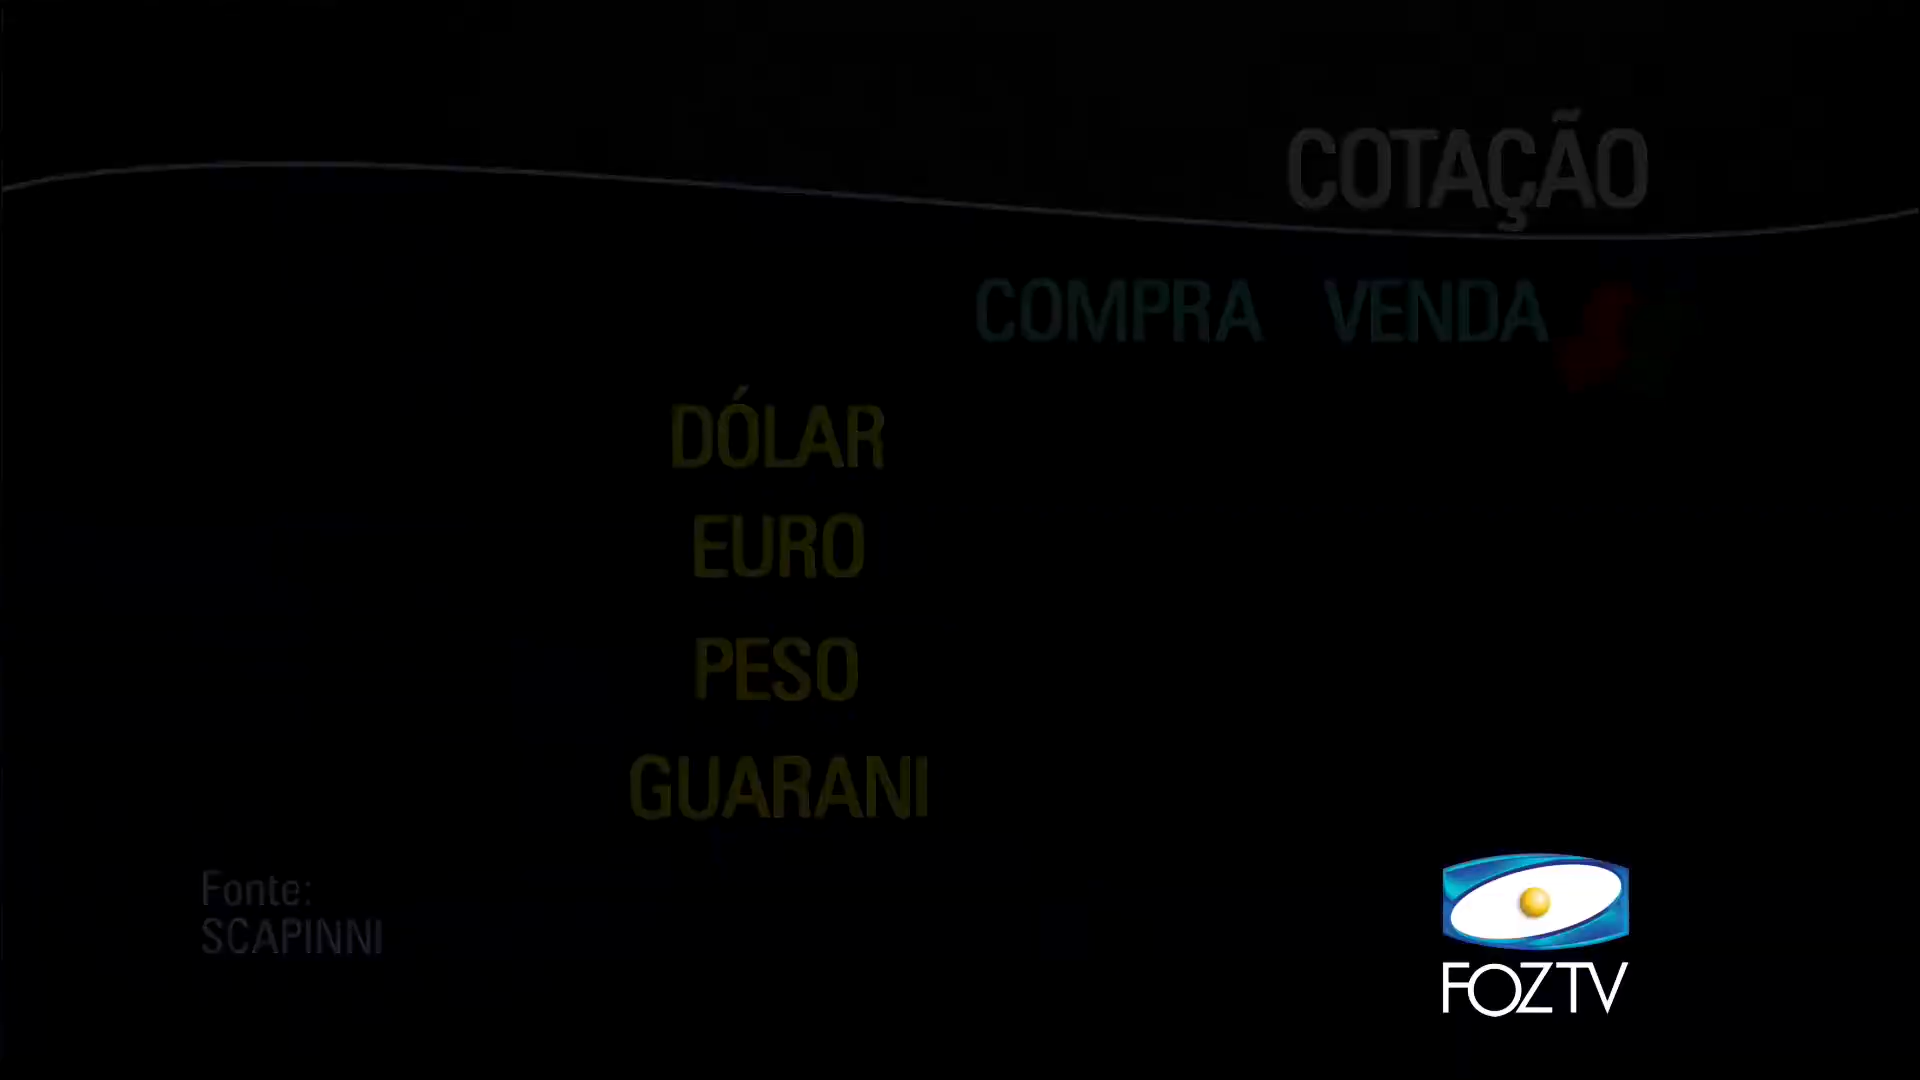 COTAÇÃO
COMPRA VENDA
DÓLAR
EURO
PESO
GUARANI
Fonte:
SCAPINNI
FOZTV